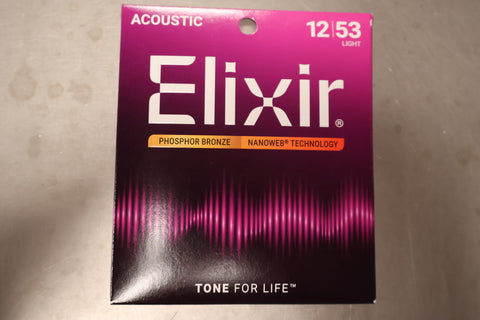 ACOUSTIC
12|53
LIGHT
Elixir®
PHOSPHOR BRONZE NANOWEB® TECHNOLOGY
TONE FOR LIFE™